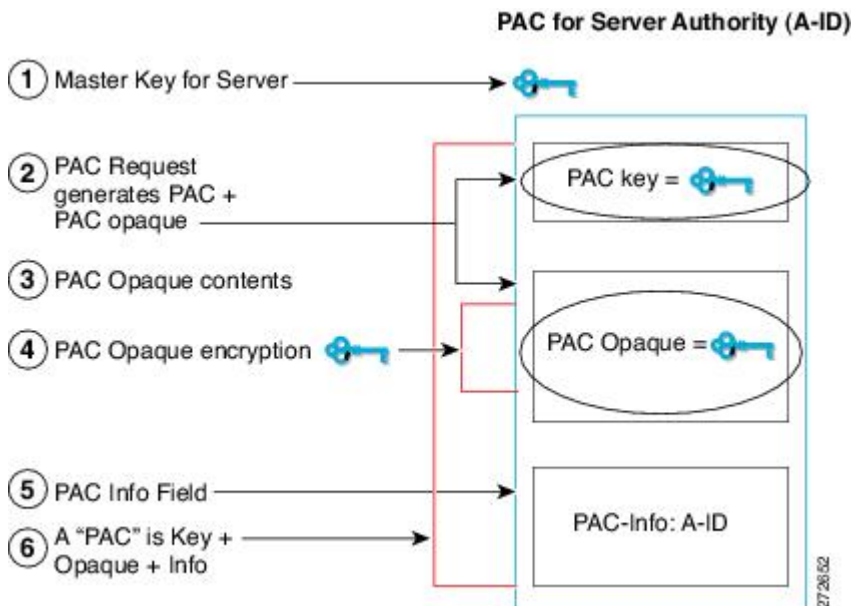 PAC for Server Authority (A-ID)
1 Master Key for Server
2 PAC Request
generates PAC +
PAC opaque
PAC key =
3 PAC Opaque contents
4 PAC Opaque encryption
PAC Opaque =
5 PAC Info Field
PAC-Info: A-ID
6 A “PAC” is Key +
Opaque + Info
272652